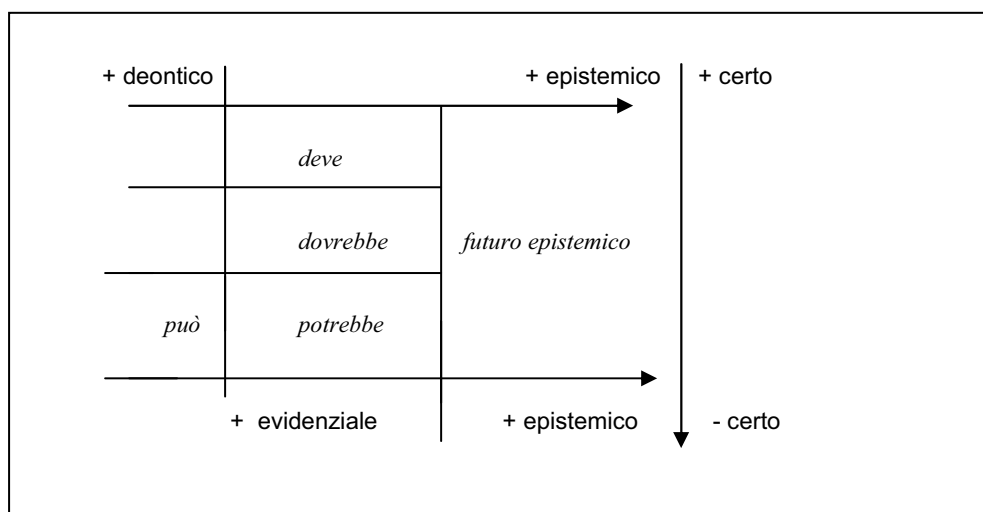 + deontico + epistemico + certo
deve
dovrebbe futuro epistemico
può potrebbe
+ evidenziale + epistemico - certo